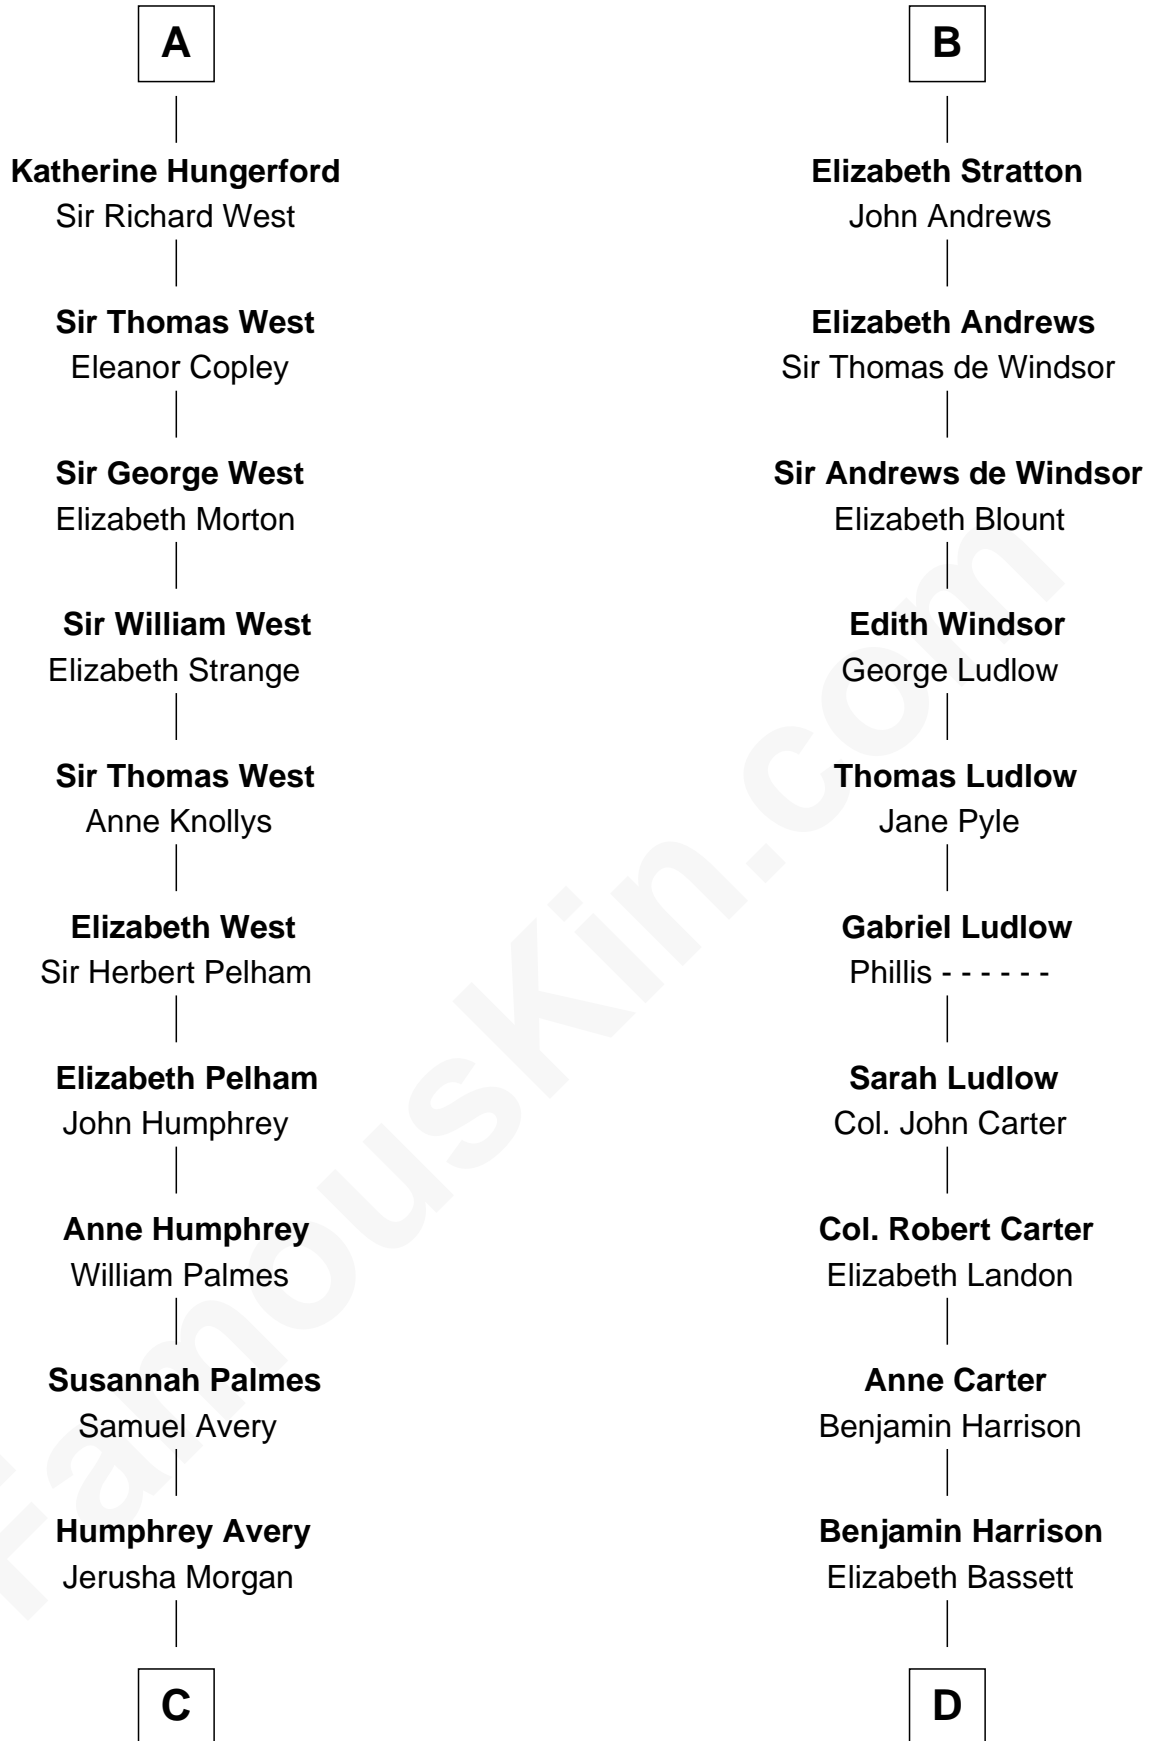 A
Katherine Hungerford
Sir Richard West
Sir Thomas West
Eleanor Copley
Sir George West
Elizabeth Morton
Sir William West
Elizabeth Strange
Sir Thomas West
Anne Knollys
Elizabeth West
Sir Herbert Pelham
Elizabeth Pelham
John Humphrey
Anne Humphrey
William Palmes
Susannah Palmes
Samuel Avery
Humphrey Avery
Jerusha Morgan
C
B
Elizabeth Stratton
John Andrews
Elizabeth Andrews
Sir Thomas de Windsor
Sir Andrews de Windsor
Elizabeth Blount
Edith Windsor
George Ludlow
Thomas Ludlow
Jane Pyle
Gabriel Ludlow
Phillis - - - - - -
Sarah Ludlow
Col. John Carter
Col. Robert Carter
Elizabeth Landon
Anne Carter
Benjamin Harrison
Benjamin Harrison
Elizabeth Bassett
D
FamousKin.com